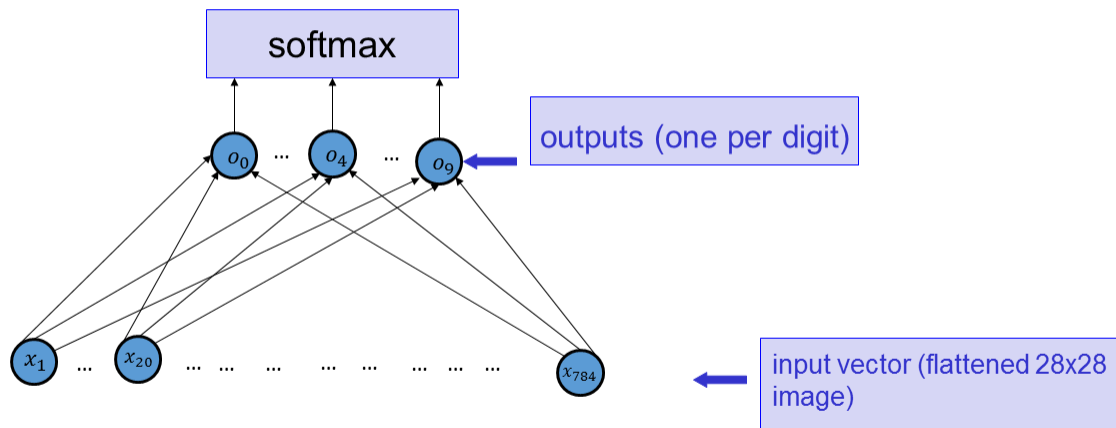 softmax
outputs (one per digit)
o₀ ... o₄ ... o₉
input vector (flattened 28x28
image)
x₁ ... x₂₀ ... ... ... ... ... ... ... ... x₇₈₄